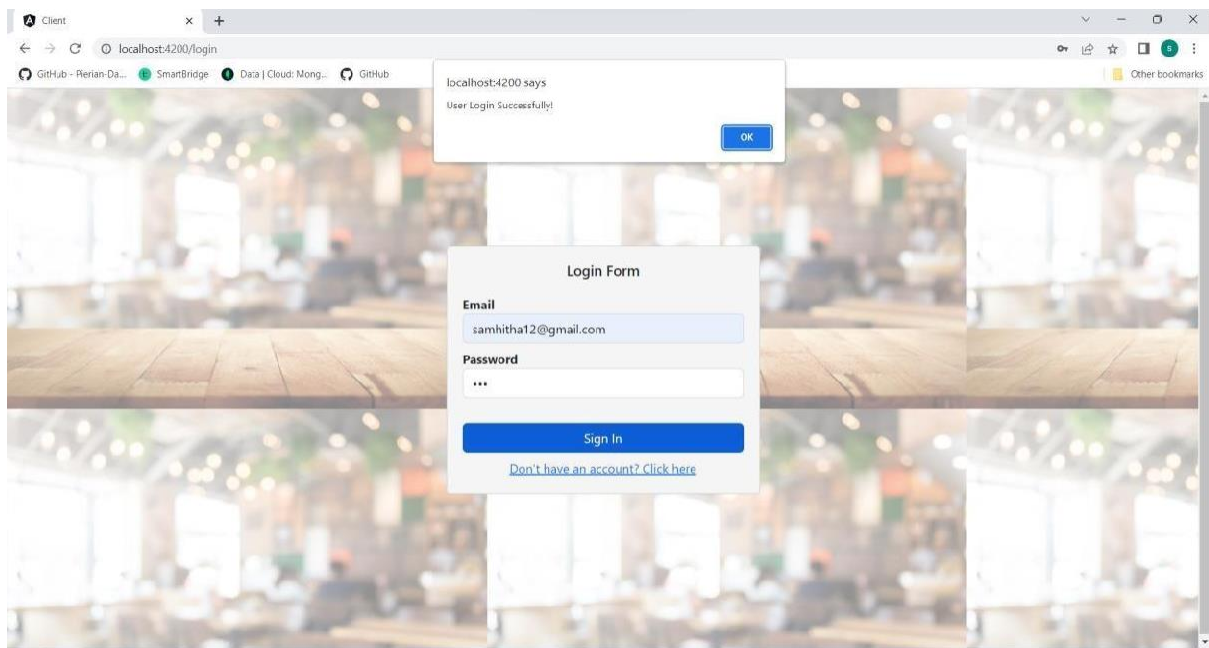 Client
localhost:4200/login
GitHub - Pierian-Da... SmartBridge Data | Cloud: Mong... GitHub Other bookmarks
localhost:4200 says
User Login Successfully!
OK
Login Form
Email
samhitha12@gmail.com
Password
•••
Sign In
Don't have an account? Click here